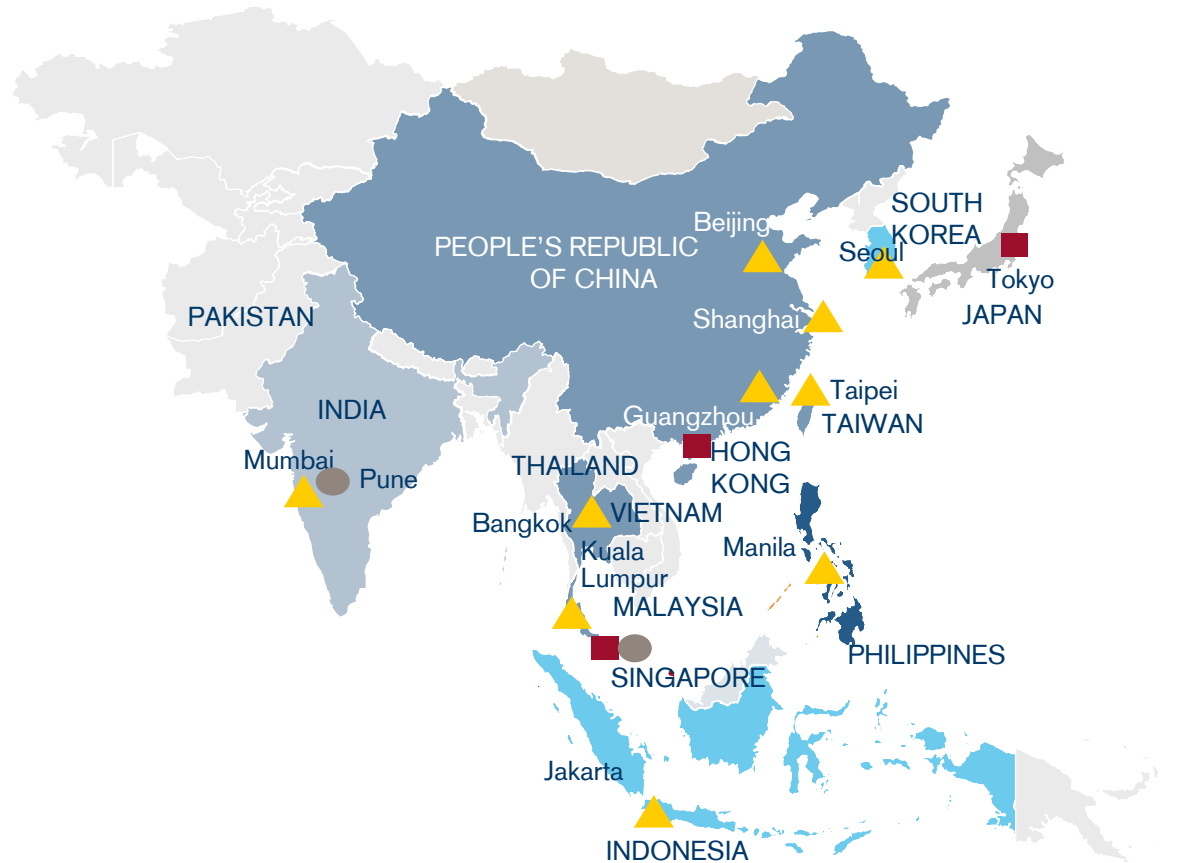 SOUTH
KOREA
Beijing
PEOPLE'S REPUBLIC
OF CHINA
Seoul
Tokyo
JAPAN
PAKISTAN
Shanghai
Taipei
TAIWAN
INDIA
Guangzhou
HONG
KONG
Mumbai
Pune
THAILAND
VIETNAM
Bangkok
Manila
Kuala
Lumpur
MALAYSIA
PHILIPPINES
SINGAPORE
Jakarta
INDONESIA